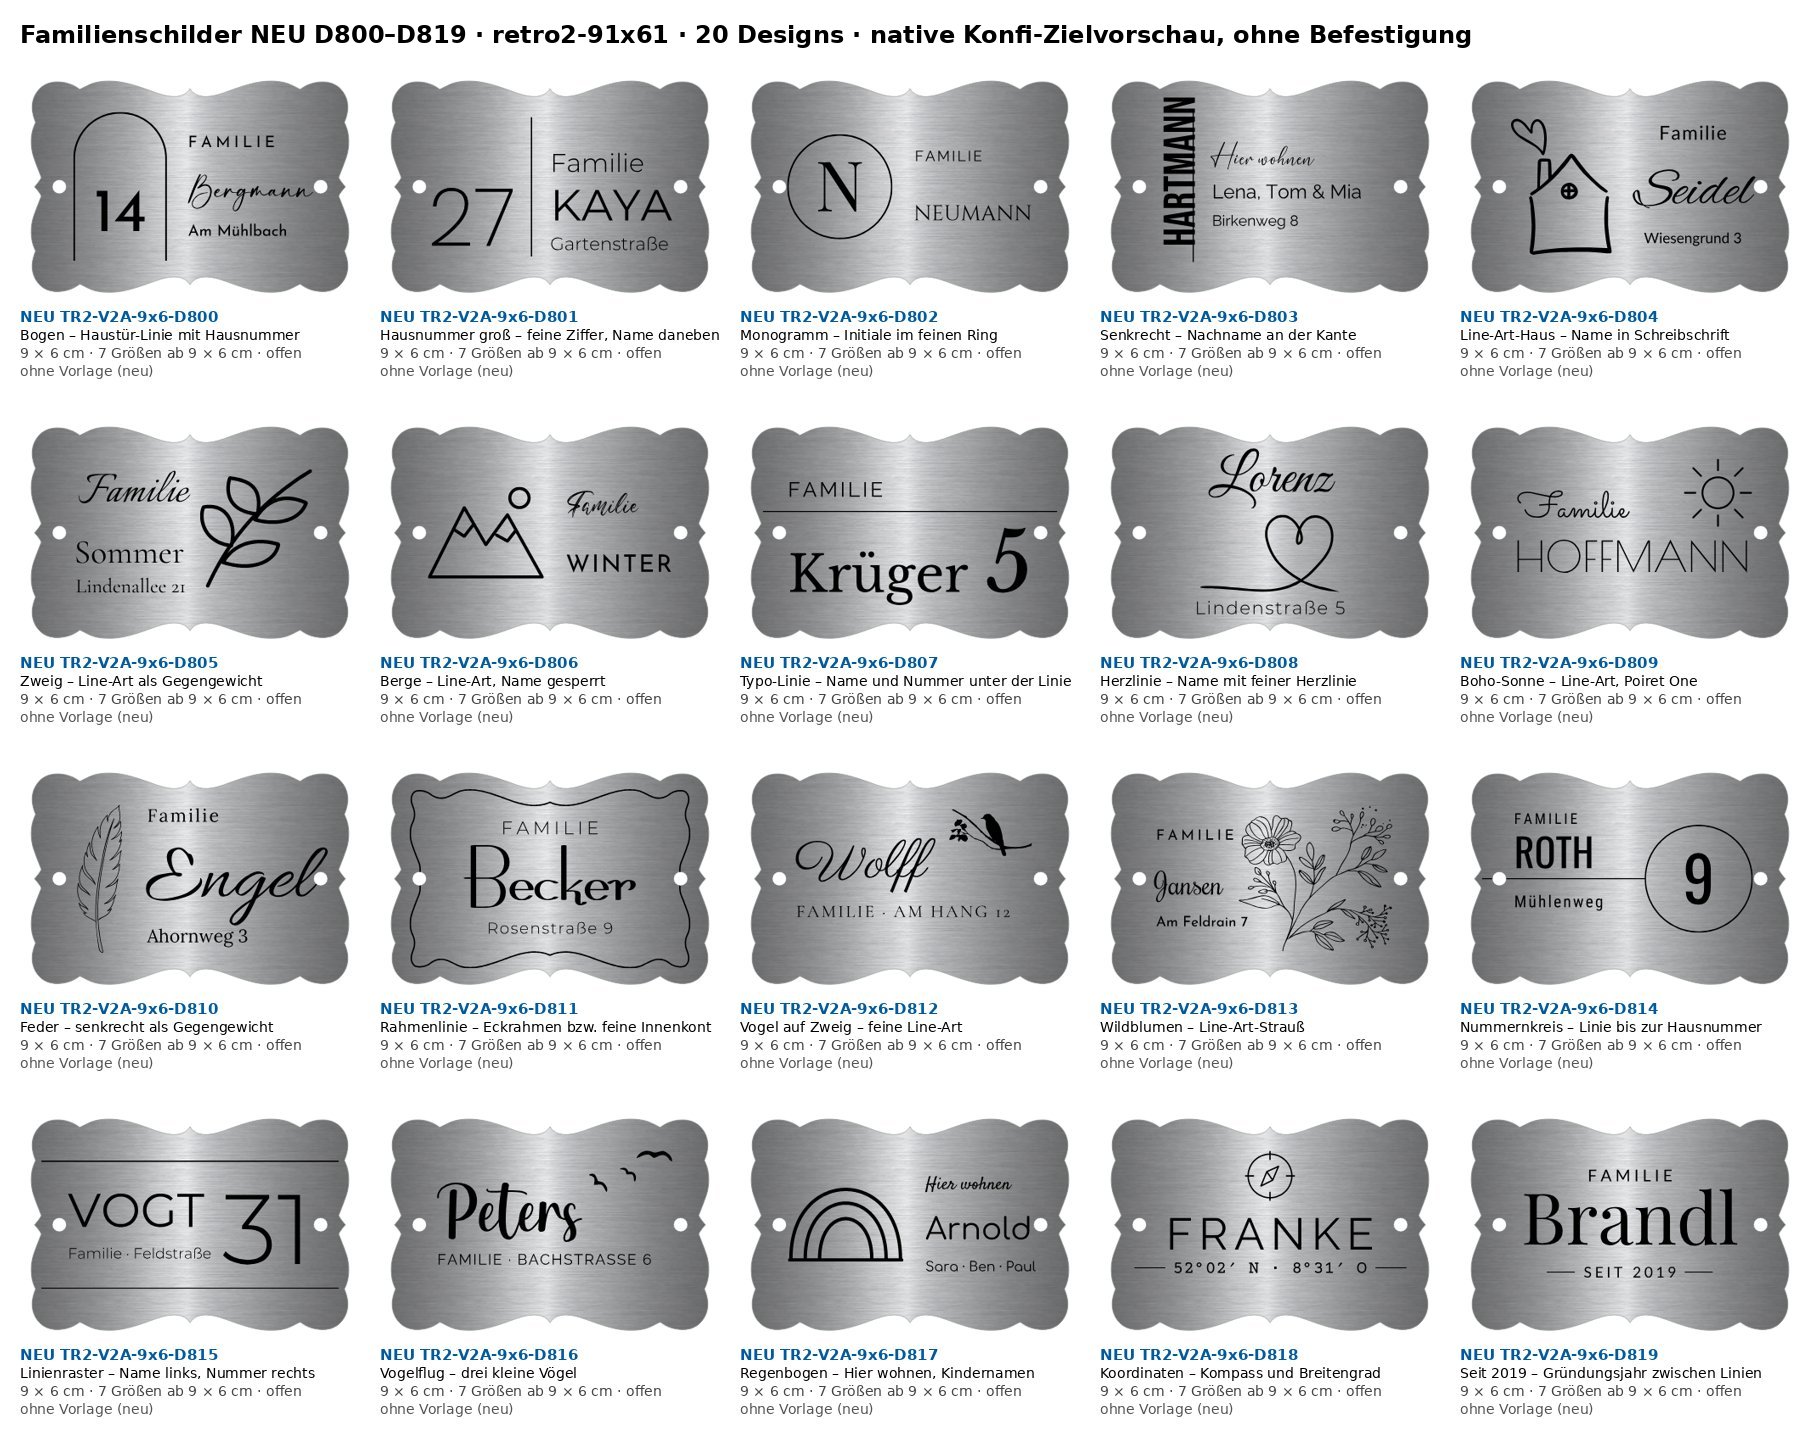 Familienschilder NEU D800–D819 · retro2-91x61 · 20 Designs · native Konfi-Zielvorschau, ohne Befestigung
14
FAMILIE
Bergmann
Am Mühlbach
NEU TR2-V2A-9x6-D800
Bogen – Haustür-Linie mit Hausnummer
9 × 6 cm · 7 Größen ab 9 × 6 cm · offen
ohne Vorlage (neu)
27
Familie
KAYA
Gartenstraße
NEU TR2-V2A-9x6-D801
Hausnummer groß – feine Ziffer, Name daneben
9 × 6 cm · 7 Größen ab 9 × 6 cm · offen
ohne Vorlage (neu)
N
FAMILIE
NEUMANN
NEU TR2-V2A-9x6-D802
Monogramm – Initiale im feinen Ring
9 × 6 cm · 7 Größen ab 9 × 6 cm · offen
ohne Vorlage (neu)
HARTMANN
Hier wohnen
Lena, Tom & Mia
Birkenweg 8
NEU TR2-V2A-9x6-D803
Senkrecht – Nachname an der Kante
9 × 6 cm · 7 Größen ab 9 × 6 cm · offen
ohne Vorlage (neu)
Familie
Seidel
Wiesengrund 3
NEU TR2-V2A-9x6-D804
Line-Art-Haus – Name in Schreibschrift
9 × 6 cm · 7 Größen ab 9 × 6 cm · offen
ohne Vorlage (neu)
Familie
Sommer
Lindenallee 21
NEU TR2-V2A-9x6-D805
Zweig – Line-Art als Gegengewicht
9 × 6 cm · 7 Größen ab 9 × 6 cm · offen
ohne Vorlage (neu)
Familie
WINTER
NEU TR2-V2A-9x6-D806
Berge – Line-Art, Name gesperrt
9 × 6 cm · 7 Größen ab 9 × 6 cm · offen
ohne Vorlage (neu)
FAMILIE
Krüger 5
NEU TR2-V2A-9x6-D807
Typo-Linie – Name und Nummer unter der Linie
9 × 6 cm · 7 Größen ab 9 × 6 cm · offen
ohne Vorlage (neu)
Lorenz
Lindenstraße 5
NEU TR2-V2A-9x6-D808
Herzlinie – Name mit feiner Herzlinie
9 × 6 cm · 7 Größen ab 9 × 6 cm · offen
ohne Vorlage (neu)
Familie
HOFFMANN
NEU TR2-V2A-9x6-D809
Boho-Sonne – Line-Art, Poiret One
9 × 6 cm · 7 Größen ab 9 × 6 cm · offen
ohne Vorlage (neu)
Familie
Engel
Ahornweg 3
NEU TR2-V2A-9x6-D810
Feder – senkrecht als Gegengewicht
9 × 6 cm · 7 Größen ab 9 × 6 cm · offen
ohne Vorlage (neu)
FAMILIE
Becker
Rosenstraße 9
NEU TR2-V2A-9x6-D811
Rahmenlinie – Eckrahmen bzw. feine Innenkont
9 × 6 cm · 7 Größen ab 9 × 6 cm · offen
ohne Vorlage (neu)
Wolff
FAMILIE · AM HANG 12
NEU TR2-V2A-9x6-D812
Vogel auf Zweig – feine Line-Art
9 × 6 cm · 7 Größen ab 9 × 6 cm · offen
ohne Vorlage (neu)
FAMILIE
Jansen
Am Feldrain 7
NEU TR2-V2A-9x6-D813
Wildblumen – Line-Art-Strauß
9 × 6 cm · 7 Größen ab 9 × 6 cm · offen
ohne Vorlage (neu)
FAMILIE
ROTH
Mühlenweg
9
NEU TR2-V2A-9x6-D814
Nummernkreis – Linie bis zur Hausnummer
9 × 6 cm · 7 Größen ab 9 × 6 cm · offen
ohne Vorlage (neu)
VOGT
Familie · Feldstraße
31
NEU TR2-V2A-9x6-D815
Linienraster – Name links, Nummer rechts
9 × 6 cm · 7 Größen ab 9 × 6 cm · offen
ohne Vorlage (neu)
Peters
FAMILIE · BACHSTRASSE 6
NEU TR2-V2A-9x6-D816
Vogelflug – drei kleine Vögel
9 × 6 cm · 7 Größen ab 9 × 6 cm · offen
ohne Vorlage (neu)
Hier wohnen
Arnold
Sara · Ben · Paul
NEU TR2-V2A-9x6-D817
Regenbogen – Hier wohnen, Kindernamen
9 × 6 cm · 7 Größen ab 9 × 6 cm · offen
ohne Vorlage (neu)
FRANKE
52°02′ N · 8°31′ O
NEU TR2-V2A-9x6-D818
Koordinaten – Kompass und Breitengrad
9 × 6 cm · 7 Größen ab 9 × 6 cm · offen
ohne Vorlage (neu)
FAMILIE
Brandl
SEIT 2019
NEU TR2-V2A-9x6-D819
Seit 2019 – Gründungsjahr zwischen Linien
9 × 6 cm · 7 Größen ab 9 × 6 cm · offen
ohne Vorlage (neu)